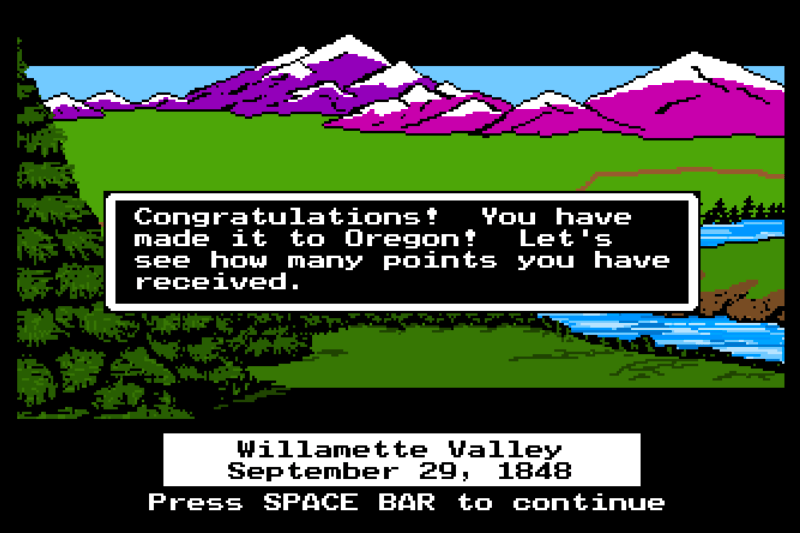 Congratulations!  You have
made it to Oregon!  Let's
see how many points you have
received.
Willamette Valley
September 29, 1848
Press SPACE BAR to continue